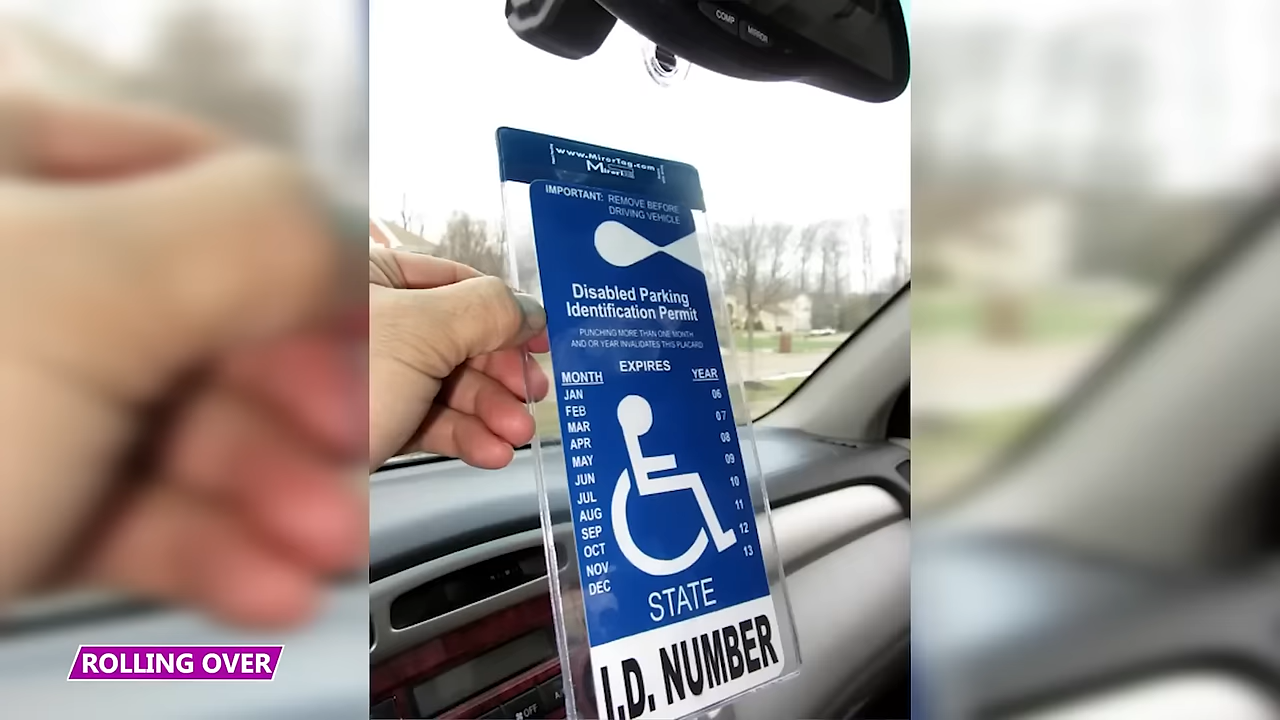 COMP
MIRROR
www.MirorTag.com
IMPORTANT: REMOVE BEFORE
DRIVING VEHICLE
Disabled Parking
Identification Permit
PUNCHING MORE THAN ONE MONTH
AND OR YEAR INVALIDATES THIS PLACARD
EXPIRES
MONTH YEAR
JAN 06
FEB 07
MAR 08
APR 09
MAY 10
JUN 11
JUL 12
AUG 13
SEP
OCT
NOV
DEC
STATE
I.D. NUMBER
OFF
ROLLING OVER